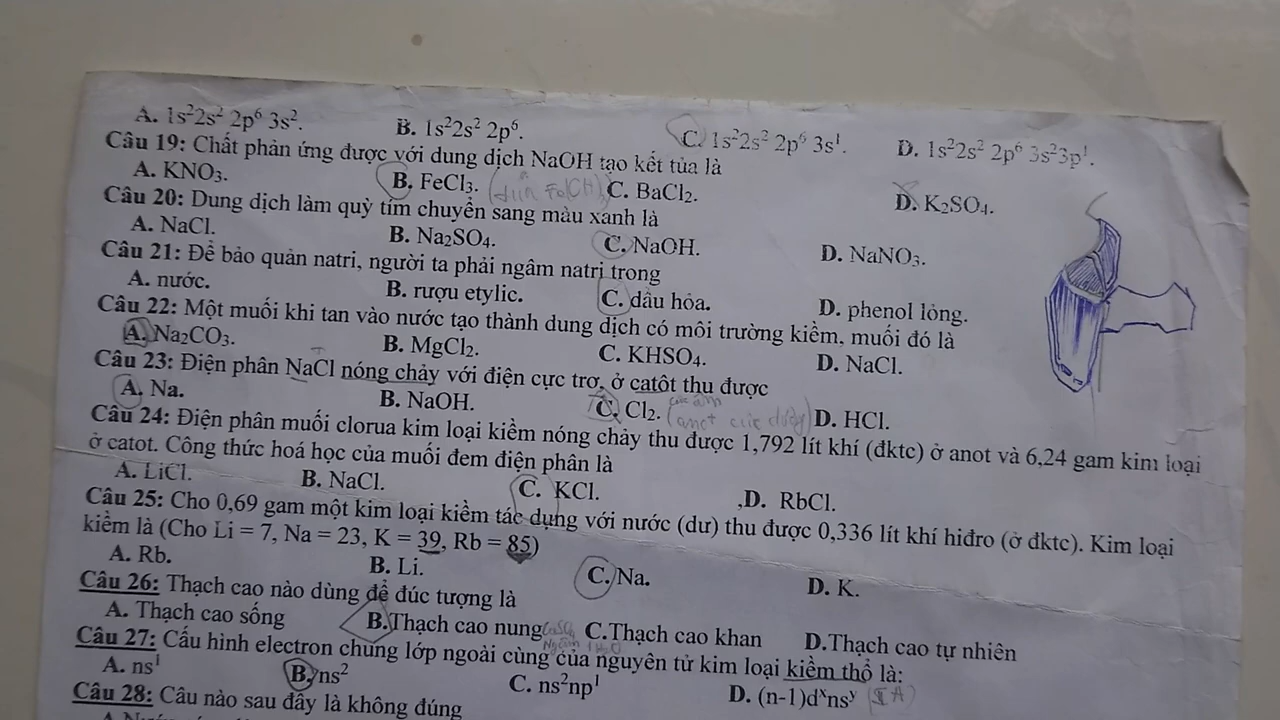 A. 1s²2s² 2p⁶ 3s². B. 1s²2s² 2p⁶. C. 1s²2s² 2p⁶ 3s¹. D. 1s²2s² 2p⁶ 3s²3p¹.
Câu 19: Chất phản ứng được với dung dịch NaOH tạo kết tủa là
A. KNO₃. B. FeCl₃. C. BaCl₂. D. K₂SO₄.
Câu 20: Dung dịch làm quỳ tím chuyển sang màu xanh là
A. NaCl. B. Na₂SO₄. C. NaOH. D. NaNO₃.
Câu 21: Để bảo quản natri, người ta phải ngâm natri trong
A. nước. B. rượu etylic. C. dầu hỏa. D. phenol lỏng.
Câu 22: Một muối khi tan vào nước tạo thành dung dịch có môi trường kiềm, muối đó là
A. Na₂CO₃. B. MgCl₂. C. KHSO₄. D. NaCl.
Câu 23: Điện phân NaCl nóng chảy với điện cực trơ, ở catôt thu được
A. Na. B. NaOH. C. Cl₂. D. HCl.
cực âm
(anot cực dương)
Câu 24: Điện phân muối clorua kim loại kiềm nóng chảy thu được 1,792 lít khí (đktc) ở anot và 6,24 gam kim loại
ở catot. Công thức hoá học của muối đem điện phân là
A. LiCl. B. NaCl. C. KCl. ,D. RbCl.
Câu 25: Cho 0,69 gam một kim loại kiềm tác dụng với nước (dư) thu được 0,336 lít khí hiđro (ở đktc). Kim loại
kiềm là (Cho Li = 7, Na = 23, K = 39, Rb = 85)
A. Rb. B. Li. C. Na. D. K.
Câu 26: Thạch cao nào dùng để đúc tượng là
A. Thạch cao sống B.Thạch cao nung C.Thạch cao khan D.Thạch cao tự nhiên
Câu 27: Cấu hình electron chung lớp ngoài cùng của nguyên tử kim loại kiềm thổ là:
A. ns¹ B. ns² C. ns²np¹ D. (n-1)dˣnsʸ (IIA)
Câu 28: Câu nào sau đây là không đúng